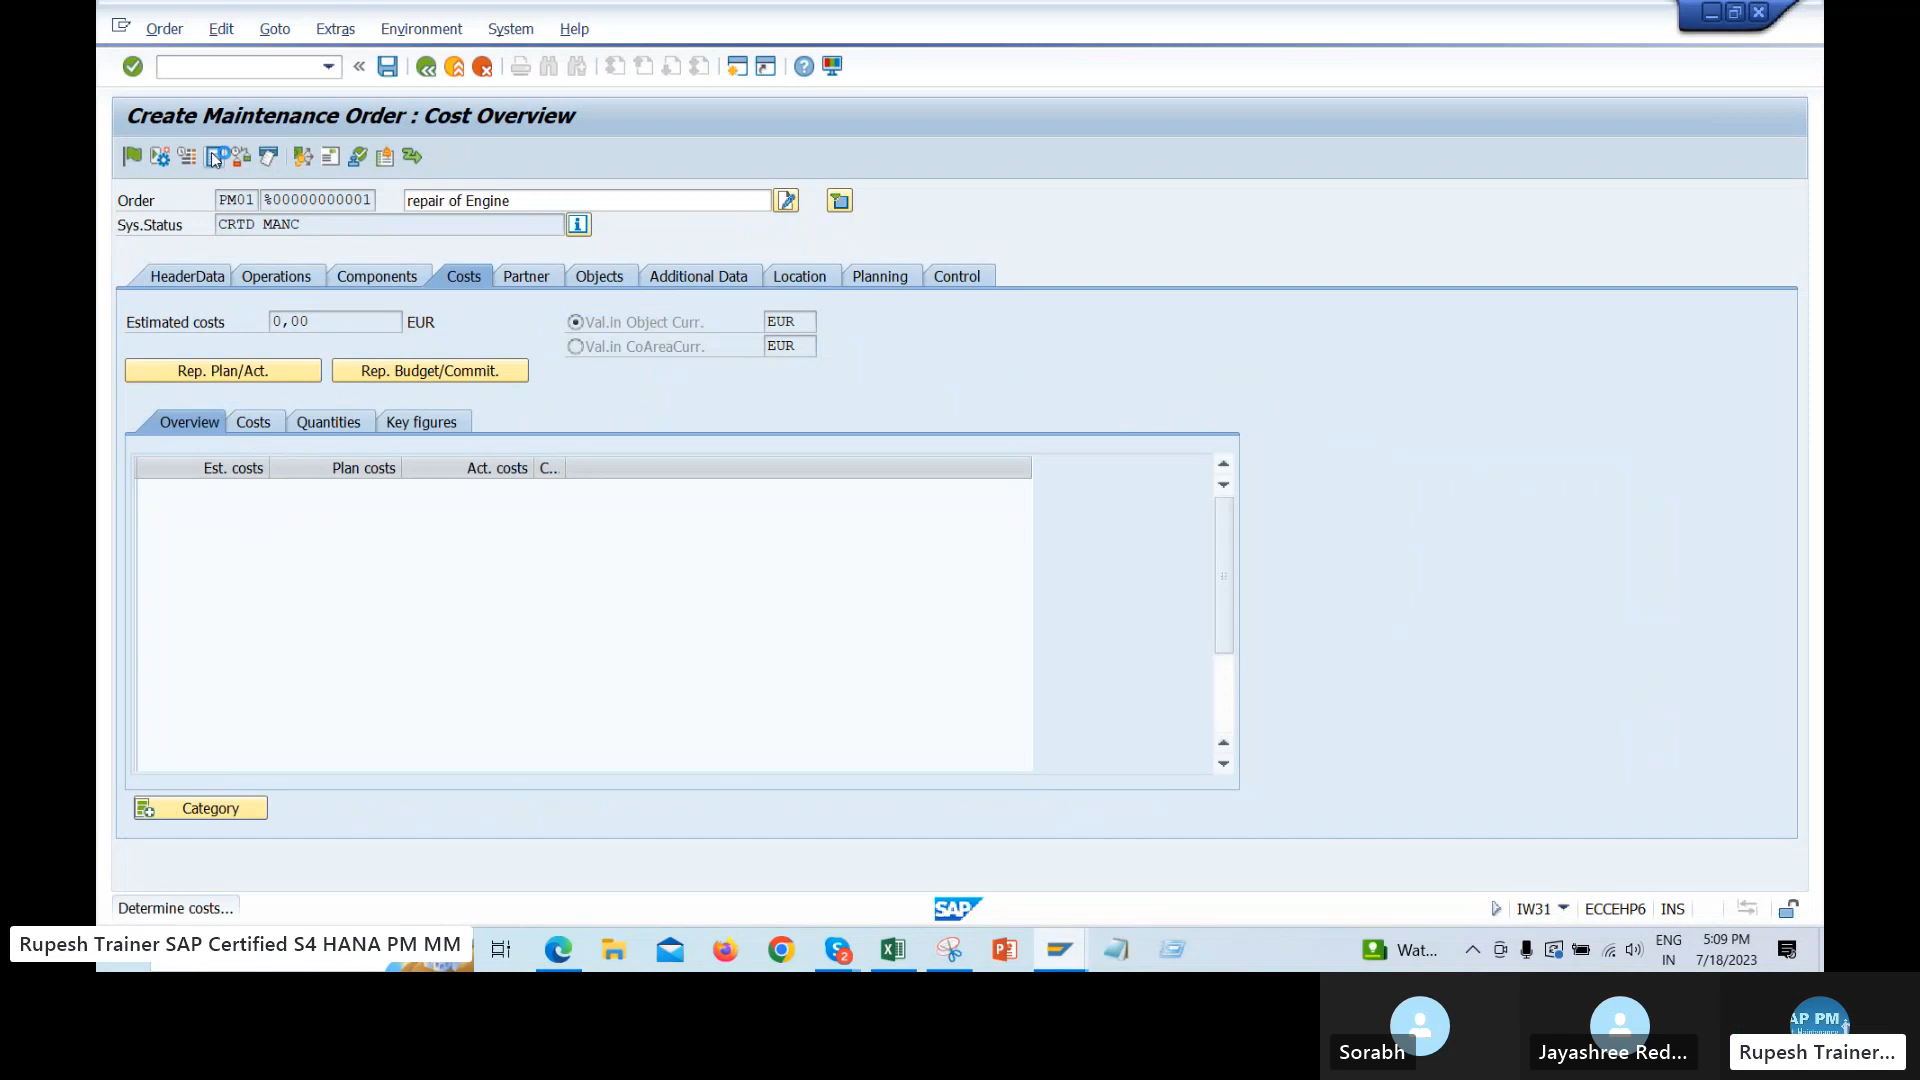 Order Edit Goto Extras Environment System Help
Create Maintenance Order : Cost Overview
Order PM01 %00000000001 repair of Engine
Sys.Status CRTD MANC
HeaderData Operations Components Costs Partner Objects Additional Data Location Planning Control
Estimated costs 0,00 EUR Val.in Object Curr. EUR
Val.in CoAreaCurr. EUR
Rep. Plan/Act. Rep. Budget/Commit.
Overview Costs Quantities Key figures
Est. costs Plan costs Act. costs C..
Category
Determine costs... SAP IW31 ECCEHP6 INS
Rupesh Trainer SAP Certified S4 HANA PM MM 2 Wat... ENG 5:09 PM
IN 7/18/2023
AP PM
Sorabh Jayashree Red... Rupesh Trainer...